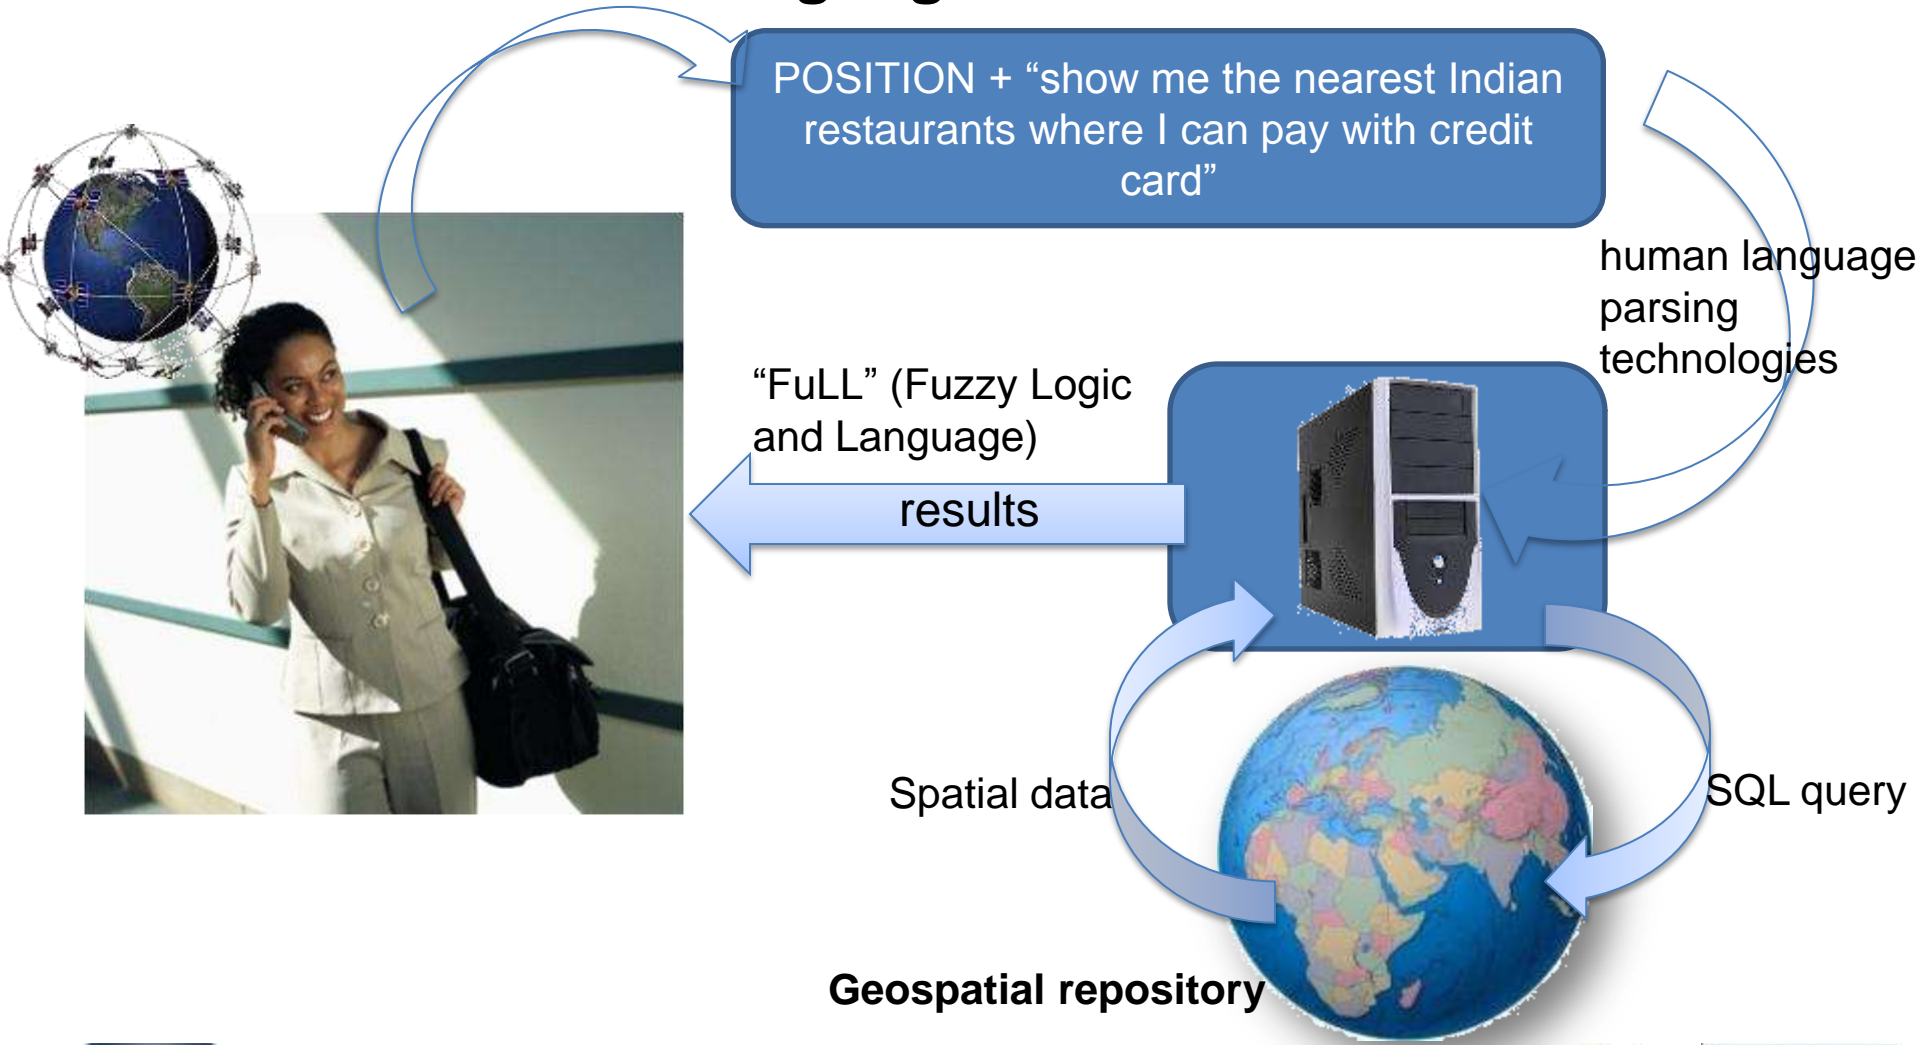 POSITION + “show me the nearest Indian
restaurants where I can pay with credit
card”
human language
parsing
technologies
“FuLL” (Fuzzy Logic
and Language)
results
Spatial data
SQL query
Geospatial repository